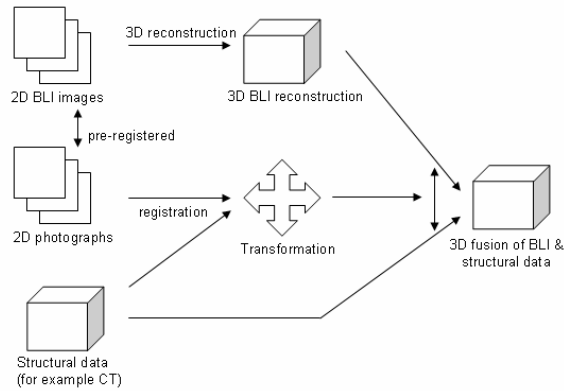 3D reconstruction
2D BLI images
3D BLI reconstruction
pre-registered
registration
2D photographs
Transformation
3D fusion of BLI &
structural data
Structural data
(for example CT)